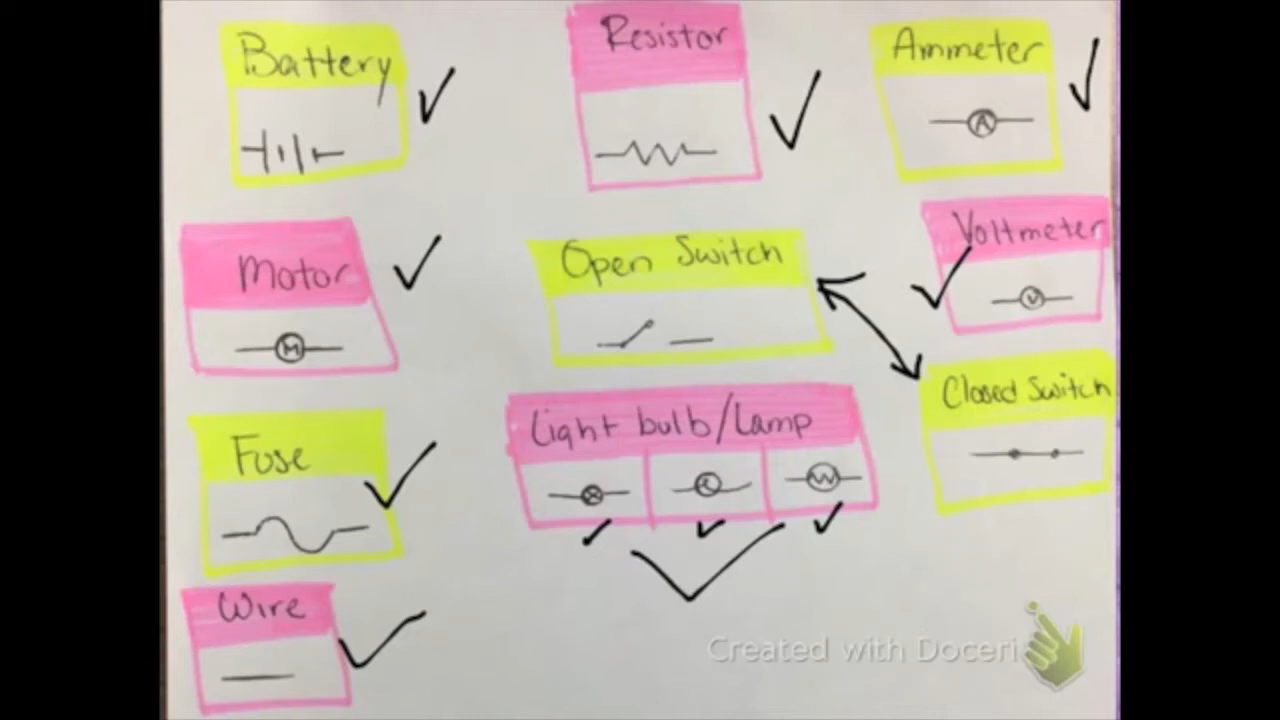 Battery
Resistor
Ammeter
A
Motor
M
Open Switch
Voltmeter
V
Closed Switch
Fuse
Light bulb/Lamp
Wire
Created with Doceri